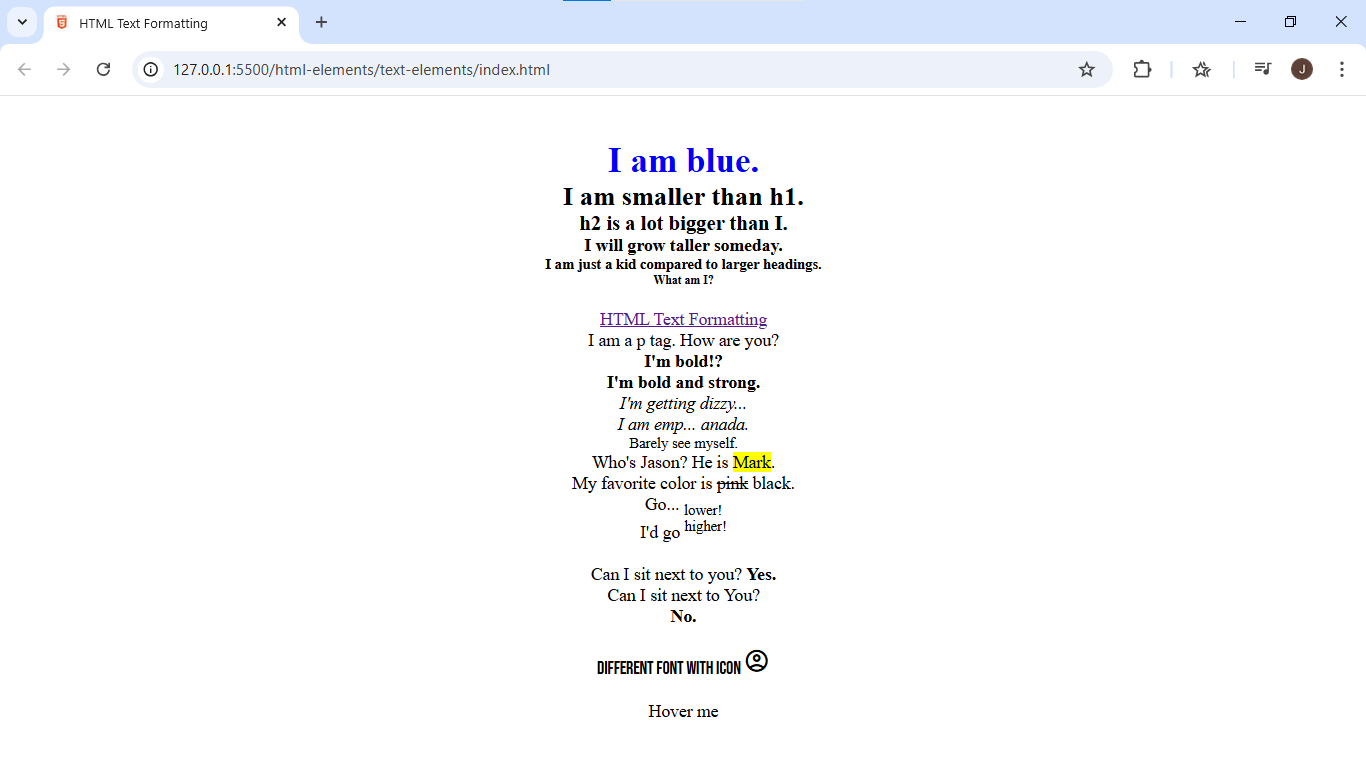 HTML Text Formatting
127.0.0.1:5500/html-elements/text-elements/index.html
J
I am blue.
I am smaller than h1.
h2 is a lot bigger than I.
I will grow taller someday.
I am just a kid compared to larger headings.
What am I?
HTML Text Formatting
I am a p tag. How are you?
I'm bold!?
I'm bold and strong.
I'm getting dizzy...
I am emp... anada.
Barely see myself.
Who's Jason? He is Mark.
My favorite color is pink black.
Go... lower!
I'd go higher!
Can I sit next to you? Yes.
Can I sit next to You?
No.
DIFFERENT FONT WITH ICON
Hover me